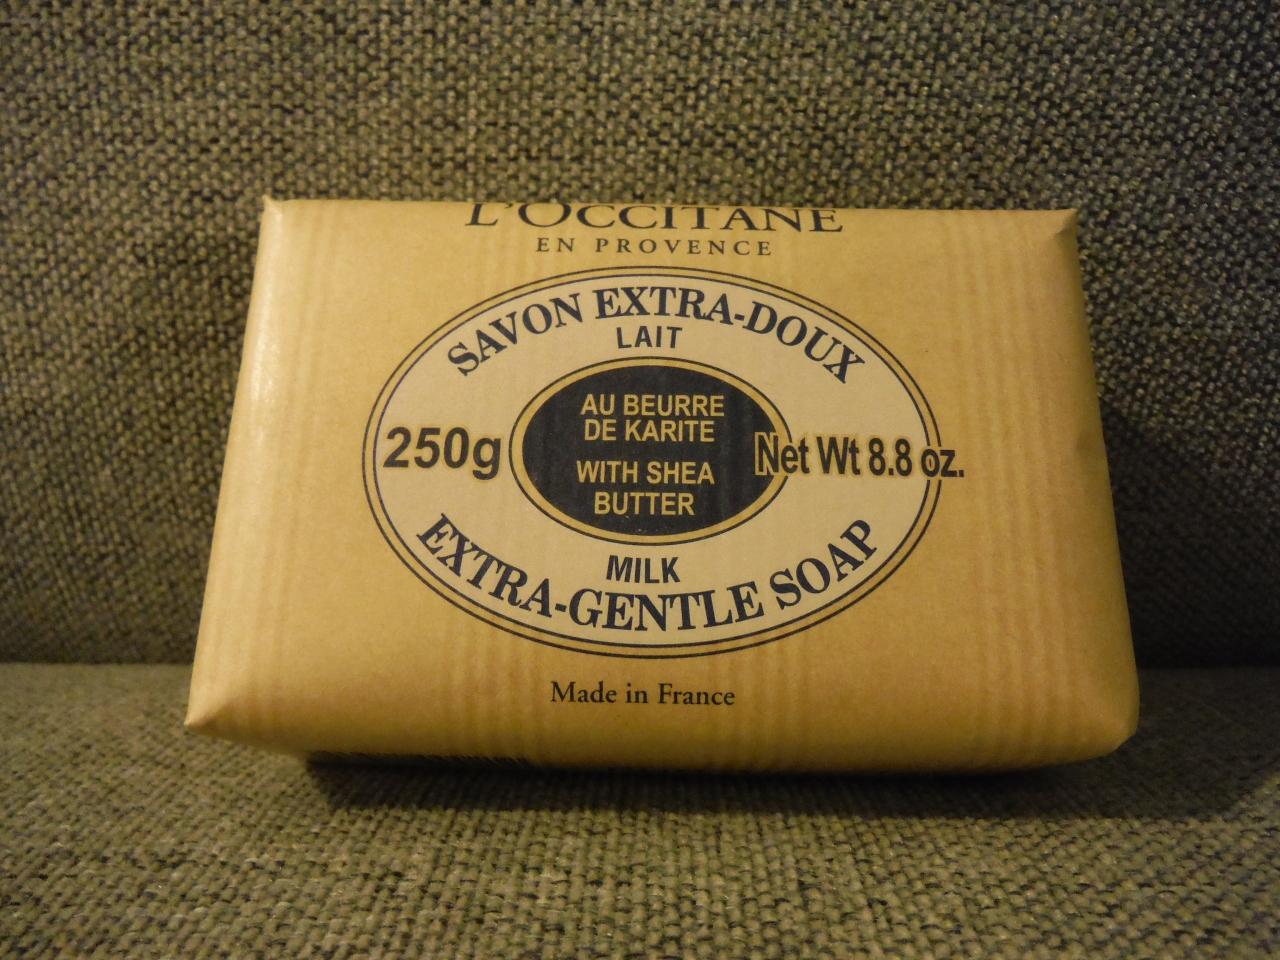 L'OCCITANE
EN PROVENCE
SAVON EXTRA-DOUX
LAIT
AU BEURRE
DE KARITE
250g
Net Wt 8.8 oz.
WITH SHEA
BUTTER
MILK
EXTRA-GENTLE SOAP
Made in France